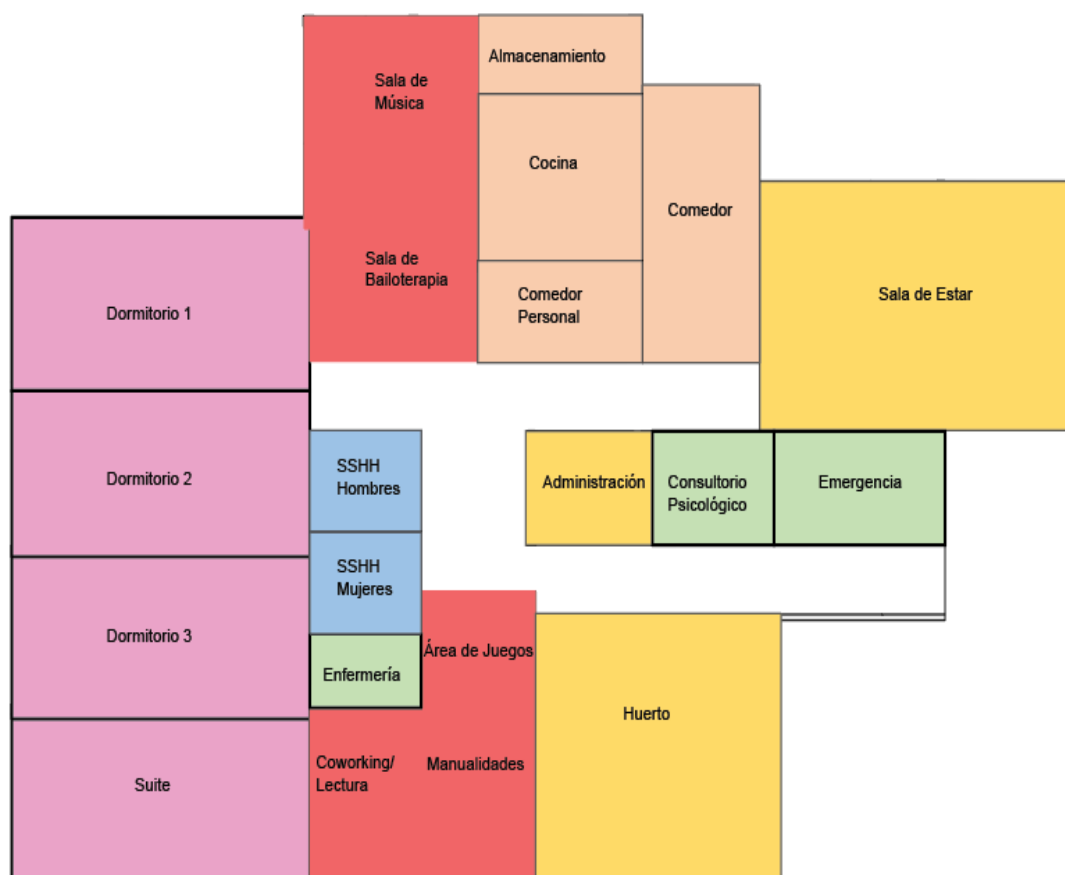 Sala de
Música
Almacenamiento
Cocina
Comedor
Sala de
Bailoterapia
Comedor
Personal
Sala de Estar
Dormitorio 1
Dormitorio 2
SSHH
Hombres
Administración
Consultorio
Psicológico
Emergencia
SSHH
Mujeres
Dormitorio 3
Enfermería
Área de Juegos
Huerto
Suite
Coworking/
Lectura
Manualidades